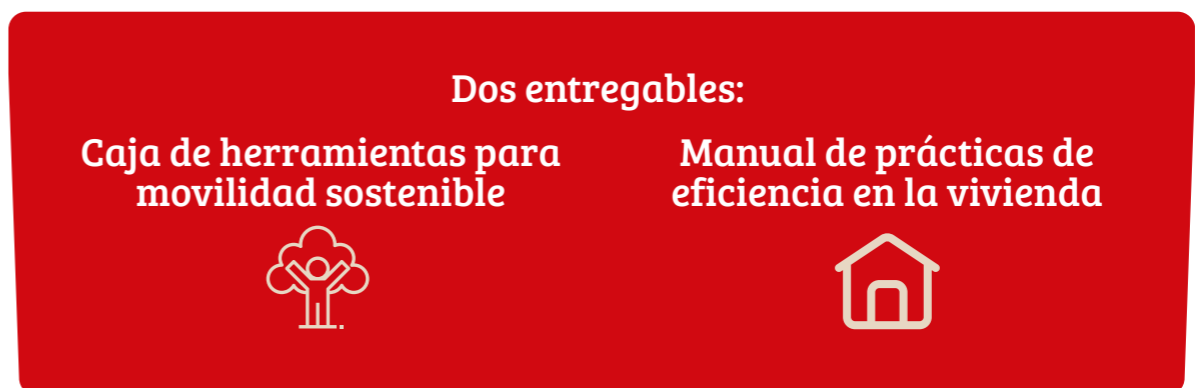 Dos entregables:
Caja de herramientas para
movilidad sostenible
Manual de prácticas de
eficiencia en la vivienda